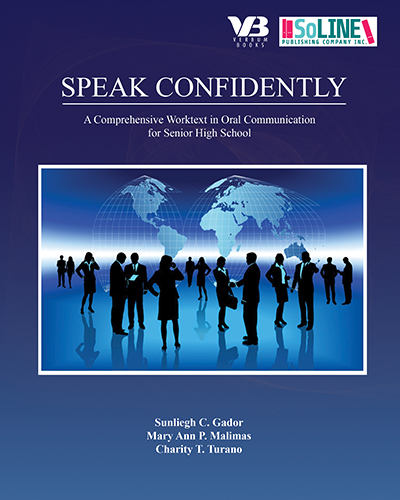 VB
VERBUM
BOOKS
SoLINE
PUBLISHING COMPANY INC.
SPEAK CONFIDENTLY
A Comprehensive Worktext in Oral Communication
for Senior High School
Sunliegh C. Gador
Mary Ann P. Malimas
Charity T. Turano